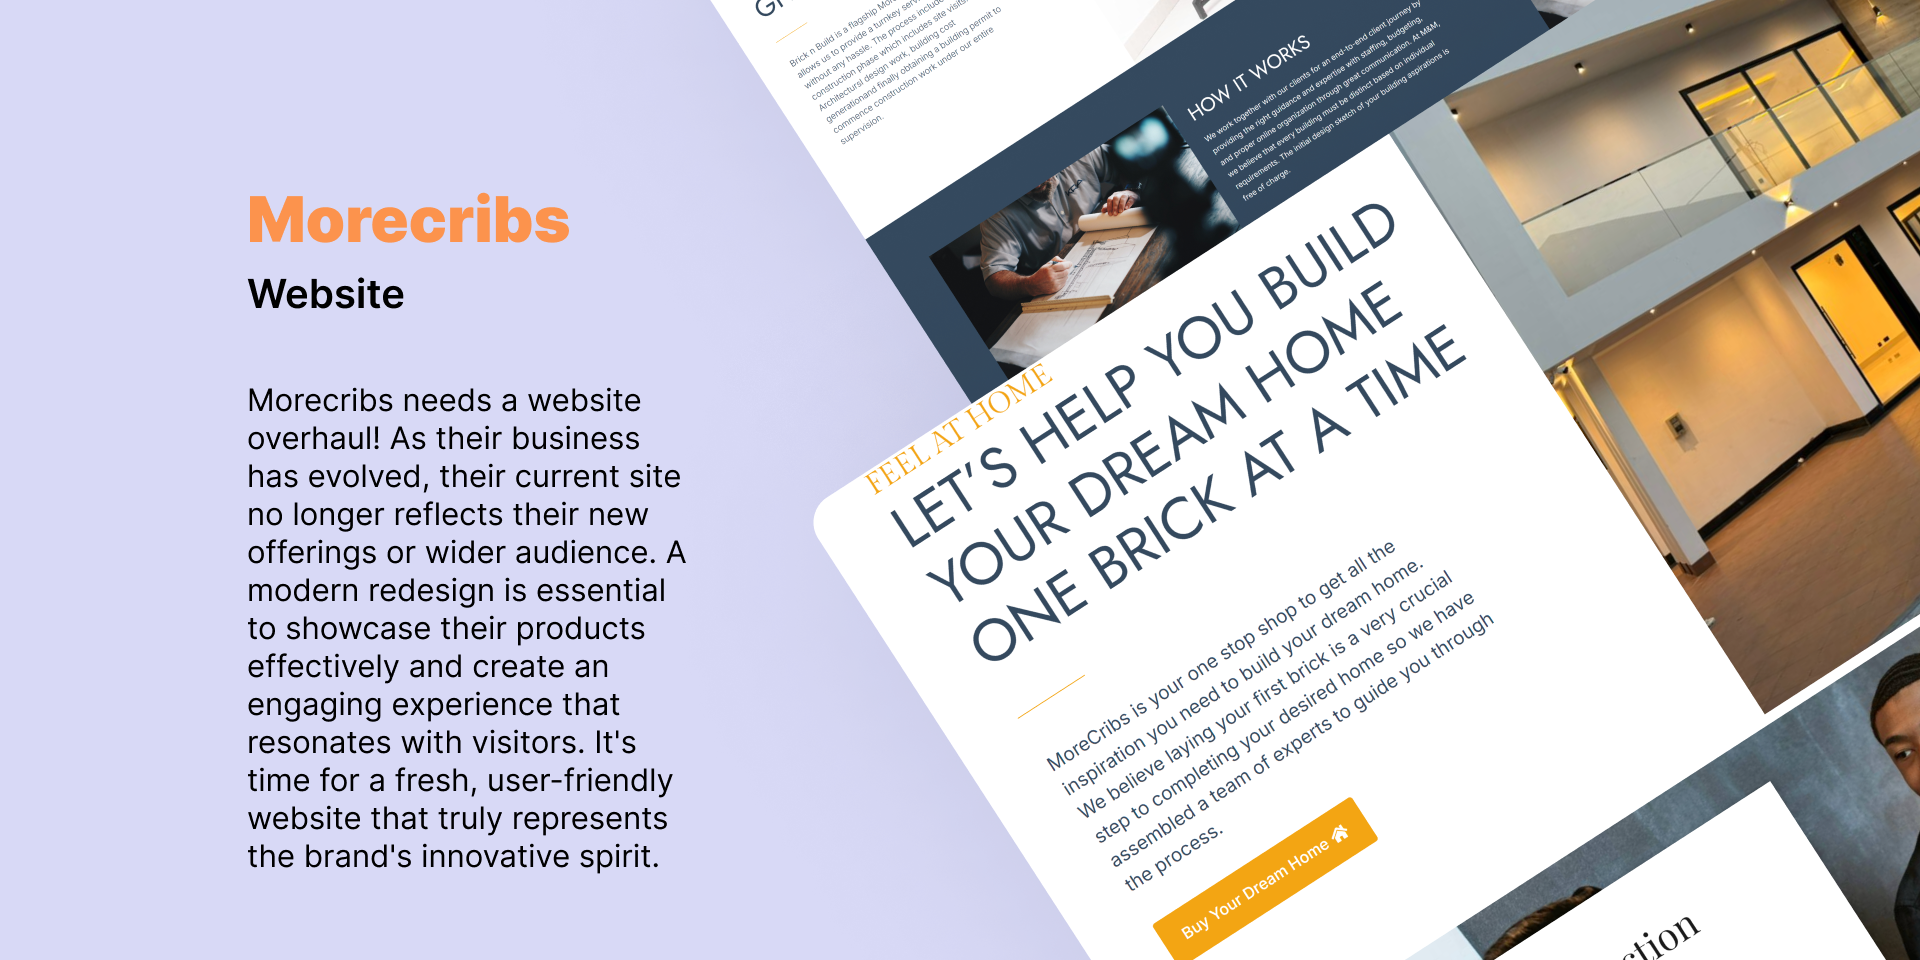 Morecribs
Website
Morecribs needs a website
overhaul! As their business
has evolved, their current site
no longer reflects their new
offerings or wider audience. A
modern redesign is essential
to showcase their products
effectively and create an
engaging experience that
resonates with visitors. It's
time for a fresh, user-friendly
website that truly represents
the brand's innovative spirit.
Brick n Build is a flagship
allows us to provide a turnkey
without any hassle. The process
construction phase which includes site visits,
Architectursl design work, building cost
generationand finally obtaining a building permit to
commence construction work under our entire
supervision.
HOW IT WORKS
We work together with our clients for an end-to-end client journey by
providing the right guidance and expertise with staffing, budgeting,
and proper online organization through great communication. At M&M,
we believe that every building must be distinct based on individual
requirements. The initial design sketch of your building aspirations is
free of charge.
FEEL AT HOME
LET'S HELP YOU BUILD
YOUR DREAM HOME
ONE BRICK AT A TIME
MoreCribs is your one stop shop to get all the
inspiration you need to build your dream home.
We believe laying your first brick is a very crucial
step to completing your desired home so we have
assembled a team of experts to guide you through
the process.
Buy Your Dream Home
ction